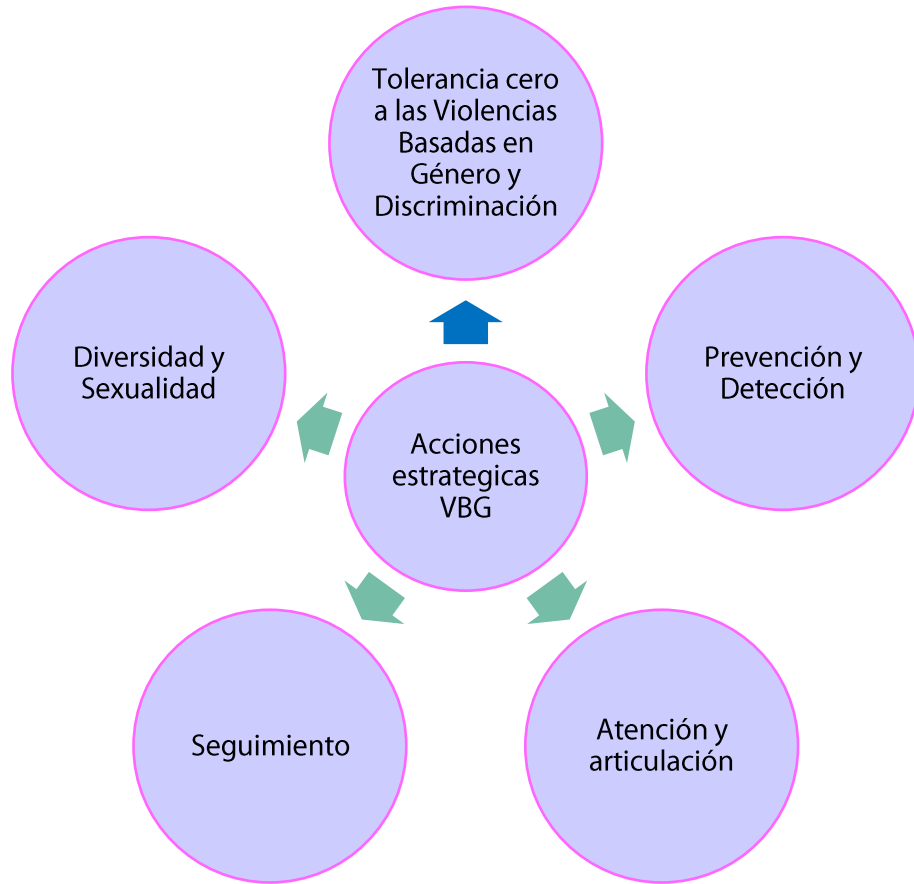 Tolerancia cero
a las Violencias
Basadas en
Género y
Discriminación
Diversidad y
Sexualidad
Prevención y
Detección
Acciones
estrategicas
VBG
Seguimiento
Atención y
articulación